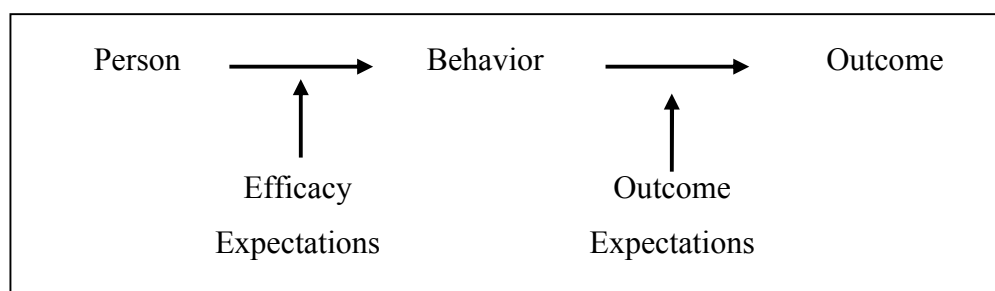 Person Behavior Outcome
Efficacy Outcome
Expectations Expectations